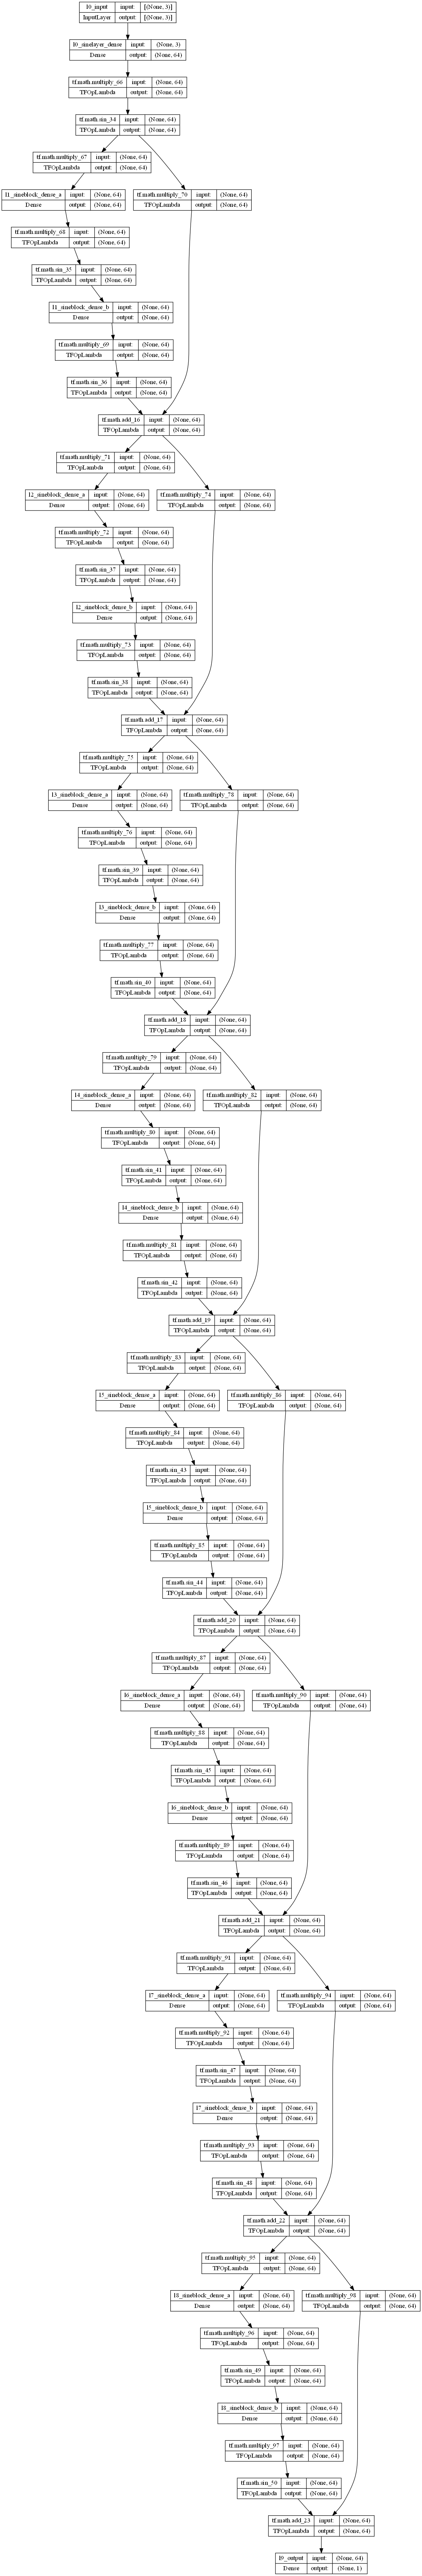 l0_input input: [(None, 3)]
InputLayer output: [(None, 3)]
l0_sinelayer_dense input: (None, 3)
Dense output: (None, 64)
tf.math.multiply_66 input: (None, 64)
TFOpLambda output: (None, 64)
tf.math.sin_34 input: (None, 64)
TFOpLambda output: (None, 64)
tf.math.multiply_67 input: (None, 64)
TFOpLambda output: (None, 64)
l1_sineblock_dense_a input: (None, 64)
Dense output: (None, 64)
tf.math.multiply_70 input: (None, 64)
TFOpLambda output: (None, 64)
tf.math.multiply_68 input: (None, 64)
TFOpLambda output: (None, 64)
tf.math.sin_35 input: (None, 64)
TFOpLambda output: (None, 64)
l1_sineblock_dense_b input: (None, 64)
Dense output: (None, 64)
tf.math.multiply_69 input: (None, 64)
TFOpLambda output: (None, 64)
tf.math.sin_36 input: (None, 64)
TFOpLambda output: (None, 64)
tf.math.add_16 input: (None, 64)
TFOpLambda output: (None, 64)
tf.math.multiply_71 input: (None, 64)
TFOpLambda output: (None, 64)
l2_sineblock_dense_a input: (None, 64)
Dense output: (None, 64)
tf.math.multiply_74 input: (None, 64)
TFOpLambda output: (None, 64)
tf.math.multiply_72 input: (None, 64)
TFOpLambda output: (None, 64)
tf.math.sin_37 input: (None, 64)
TFOpLambda output: (None, 64)
l2_sineblock_dense_b input: (None, 64)
Dense output: (None, 64)
tf.math.multiply_73 input: (None, 64)
TFOpLambda output: (None, 64)
tf.math.sin_38 input: (None, 64)
TFOpLambda output: (None, 64)
tf.math.add_17 input: (None, 64)
TFOpLambda output: (None, 64)
tf.math.multiply_75 input: (None, 64)
TFOpLambda output: (None, 64)
l3_sineblock_dense_a input: (None, 64)
Dense output: (None, 64)
tf.math.multiply_78 input: (None, 64)
TFOpLambda output: (None, 64)
tf.math.multiply_76 input: (None, 64)
TFOpLambda output: (None, 64)
tf.math.sin_39 input: (None, 64)
TFOpLambda output: (None, 64)
l3_sineblock_dense_b input: (None, 64)
Dense output: (None, 64)
tf.math.multiply_77 input: (None, 64)
TFOpLambda output: (None, 64)
tf.math.sin_40 input: (None, 64)
TFOpLambda output: (None, 64)
tf.math.add_18 input: (None, 64)
TFOpLambda output: (None, 64)
tf.math.multiply_79 input: (None, 64)
TFOpLambda output: (None, 64)
l4_sineblock_dense_a input: (None, 64)
Dense output: (None, 64)
tf.math.multiply_82 input: (None, 64)
TFOpLambda output: (None, 64)
tf.math.multiply_80 input: (None, 64)
TFOpLambda output: (None, 64)
tf.math.sin_41 input: (None, 64)
TFOpLambda output: (None, 64)
l4_sineblock_dense_b input: (None, 64)
Dense output: (None, 64)
tf.math.multiply_81 input: (None, 64)
TFOpLambda output: (None, 64)
tf.math.sin_42 input: (None, 64)
TFOpLambda output: (None, 64)
tf.math.add_19 input: (None, 64)
TFOpLambda output: (None, 64)
tf.math.multiply_83 input: (None, 64)
TFOpLambda output: (None, 64)
l5_sineblock_dense_a input: (None, 64)
Dense output: (None, 64)
tf.math.multiply_86 input: (None, 64)
TFOpLambda output: (None, 64)
tf.math.multiply_84 input: (None, 64)
TFOpLambda output: (None, 64)
tf.math.sin_43 input: (None, 64)
TFOpLambda output: (None, 64)
l5_sineblock_dense_b input: (None, 64)
Dense output: (None, 64)
tf.math.multiply_85 input: (None, 64)
TFOpLambda output: (None, 64)
tf.math.sin_44 input: (None, 64)
TFOpLambda output: (None, 64)
tf.math.add_20 input: (None, 64)
TFOpLambda output: (None, 64)
tf.math.multiply_87 input: (None, 64)
TFOpLambda output: (None, 64)
l6_sineblock_dense_a input: (None, 64)
Dense output: (None, 64)
tf.math.multiply_90 input: (None, 64)
TFOpLambda output: (None, 64)
tf.math.multiply_88 input: (None, 64)
TFOpLambda output: (None, 64)
tf.math.sin_45 input: (None, 64)
TFOpLambda output: (None, 64)
l6_sineblock_dense_b input: (None, 64)
Dense output: (None, 64)
tf.math.multiply_89 input: (None, 64)
TFOpLambda output: (None, 64)
tf.math.sin_46 input: (None, 64)
TFOpLambda output: (None, 64)
tf.math.add_21 input: (None, 64)
TFOpLambda output: (None, 64)
tf.math.multiply_91 input: (None, 64)
TFOpLambda output: (None, 64)
l7_sineblock_dense_a input: (None, 64)
Dense output: (None, 64)
tf.math.multiply_94 input: (None, 64)
TFOpLambda output: (None, 64)
tf.math.multiply_92 input: (None, 64)
TFOpLambda output: (None, 64)
tf.math.sin_47 input: (None, 64)
TFOpLambda output: (None, 64)
l7_sineblock_dense_b input: (None, 64)
Dense output: (None, 64)
tf.math.multiply_93 input: (None, 64)
TFOpLambda output: (None, 64)
tf.math.sin_48 input: (None, 64)
TFOpLambda output: (None, 64)
tf.math.add_22 input: (None, 64)
TFOpLambda output: (None, 64)
tf.math.multiply_95 input: (None, 64)
TFOpLambda output: (None, 64)
l8_sineblock_dense_a input: (None, 64)
Dense output: (None, 64)
tf.math.multiply_98 input: (None, 64)
TFOpLambda output: (None, 64)
tf.math.multiply_96 input: (None, 64)
TFOpLambda output: (None, 64)
tf.math.sin_49 input: (None, 64)
TFOpLambda output: (None, 64)
l8_sineblock_dense_b input: (None, 64)
Dense output: (None, 64)
tf.math.multiply_97 input: (None, 64)
TFOpLambda output: (None, 64)
tf.math.sin_50 input: (None, 64)
TFOpLambda output: (None, 64)
tf.math.add_23 input: (None, 64)
TFOpLambda output: (None, 64)
l9_output input: (None, 64)
Dense output: (None, 1)